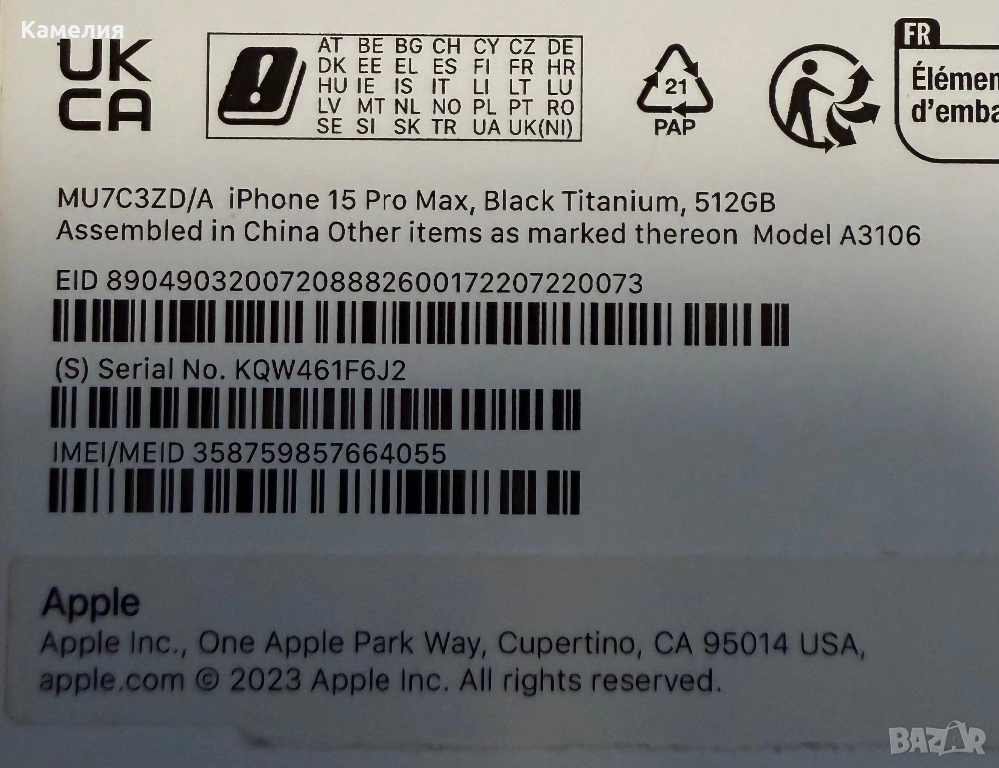 Камелия
UK
CA
AT BE BG CH CY CZ DE
DK EE EL ES FI FR HR
HU IE IS IT LI LT LU
LV MT NL NO PL PT RO
SE SI SK TR UA UK(NI)
21
PAP
FR
Élémen
d'emba
MU7C3ZD/A iPhone 15 Pro Max, Black Titanium, 512GB
Assembled in China Other items as marked thereon Model A3106
EID 89049032007208882600172207220073
(S) Serial No. KQW461F6J2
IMEI/MEID 358759857664055
Apple
Apple Inc., One Apple Park Way, Cupertino, CA 95014 USA,
apple.com © 2023 Apple Inc. All rights reserved.
BAZAR